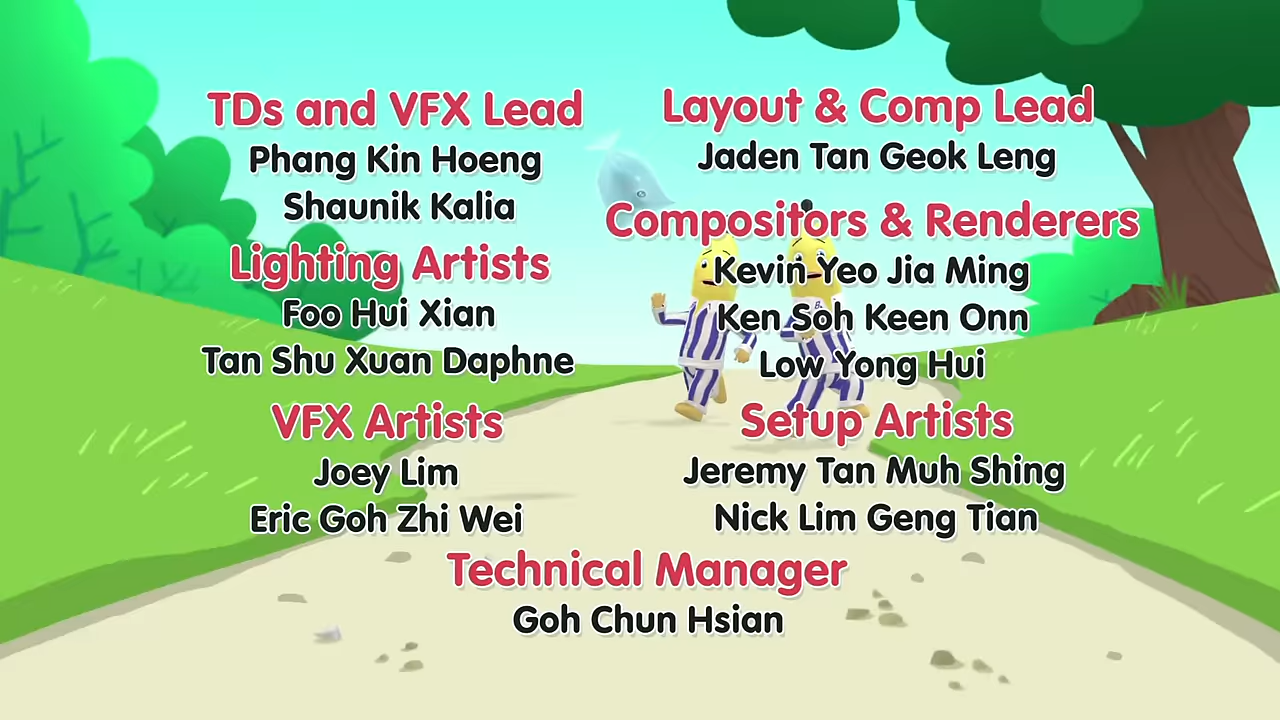 TDs and VFX Lead
Phang Kin Hoeng
Shaunik Kalia
Lighting Artists
Foo Hui Xian
Tan Shu Xuan Daphne
VFX Artists
Joey Lim
Eric Goh Zhi Wei
Layout & Comp Lead
Jaden Tan Geok Leng
Compositors & Renderers
Kevin Yeo Jia Ming
Ken Soh Keen Onn
Low Yong Hui
Setup Artists
Jeremy Tan Muh Shing
Nick Lim Geng Tian
Technical Manager
Goh Chun Hsian